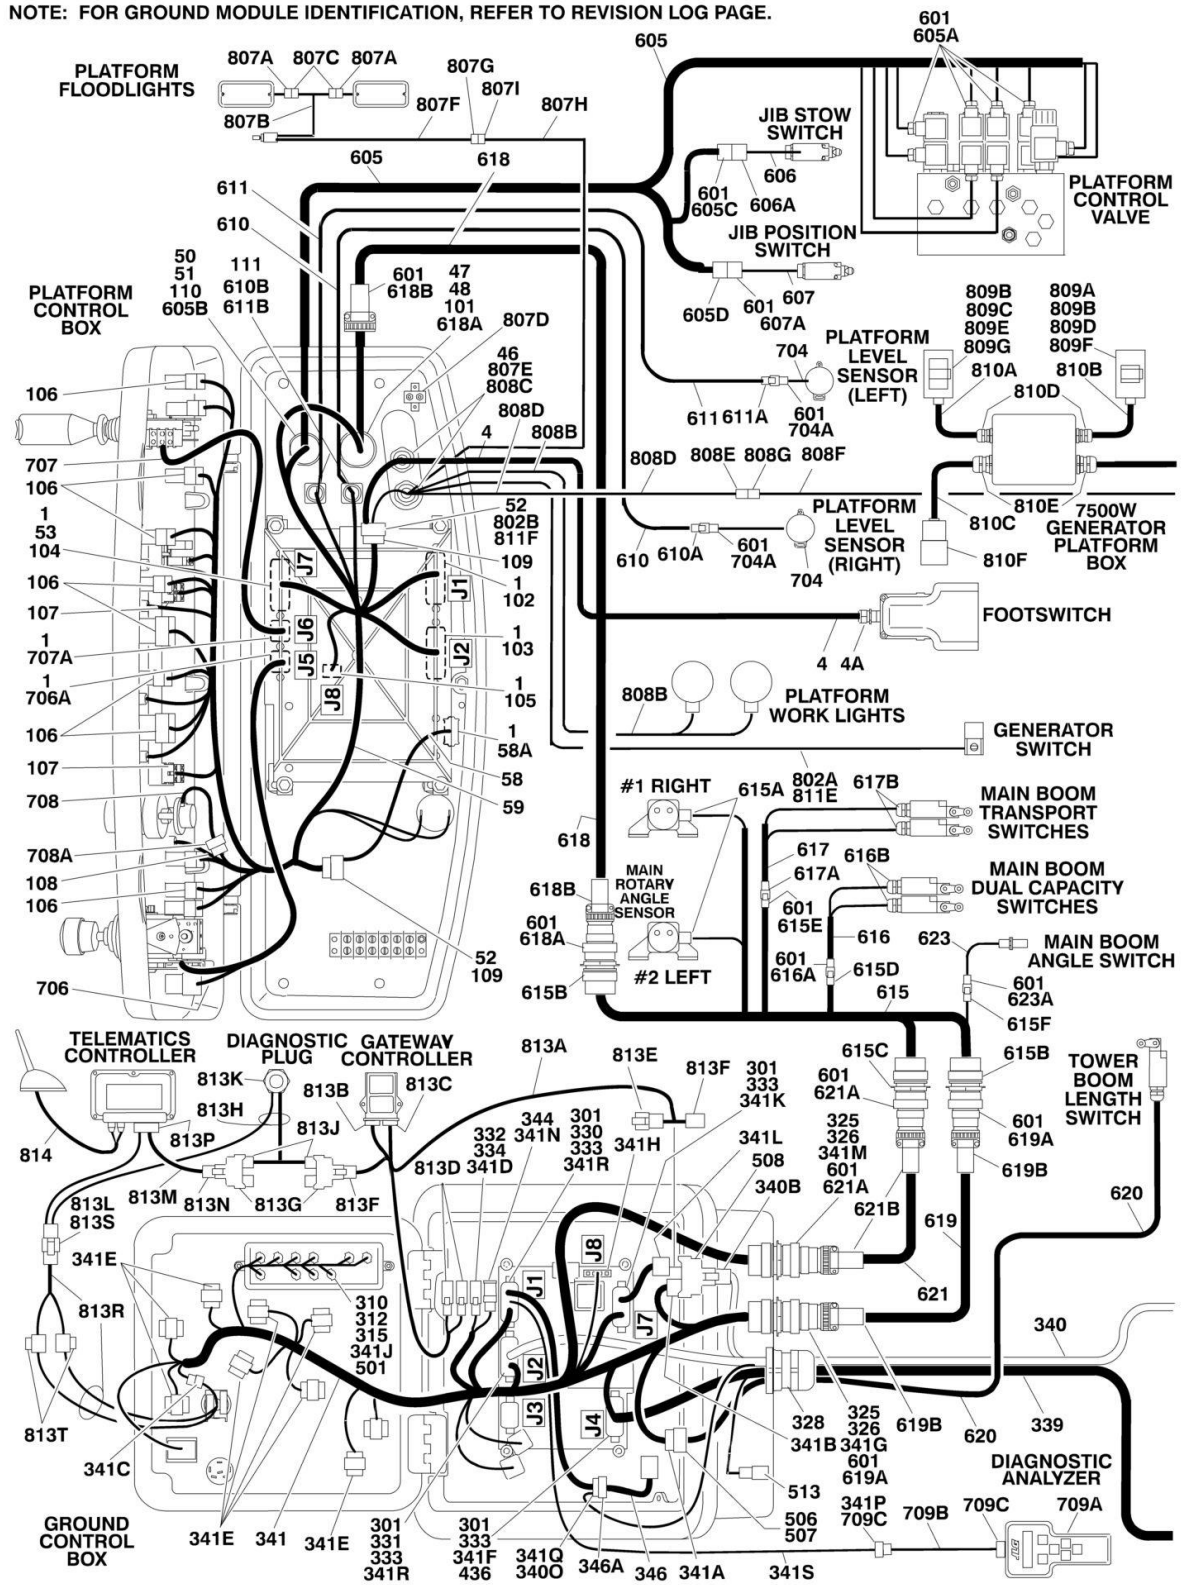 NOTE: FOR GROUND MODULE IDENTIFICATION, REFER TO REVISION LOG PAGE.
601
605A
605
807A 807C 807A
PLATFORM
FLOODLIGHTS
807G
807I
807F
807H
807B
JIB STOW
SWITCH
605
618
606
601
605C
606A
PLATFORM
CONTROL
VALVE
611
610
JIB POSITION
SWITCH
50
51
110
605B
111
610B
611B
601
618B
47
48
101
618A
807D
605D
601
607A
607
PLATFORM
CONTROL
BOX
809B
809C
809E
809G
809A
809B
809D
809F
PLATFORM
LEVEL
SENSOR
(LEFT)
704
810A
810B
810D
46
807E
808C
808D
4
808B
611 611A
601
704A
106
707
106
1
53
104
106
107
1
707A
1
706A
106
107
708
708A
108
106
706
808D
808E
808G
808F
52
802B
811F
109
610
610A
601
704A
704
PLATFORM
LEVEL
SENSOR
(RIGHT)
810C
810E
810F
7500W
GENERATOR
PLATFORM
BOX
J7
J1
J6
J5
J2
J8
1
102
1
103
1
105
1
58A
58
59
FOOTSWITCH
4 4A
808B
PLATFORM
WORK LIGHTS
GENERATOR
SWITCH
#1 RIGHT
615A
802A
811E
617B
MAIN BOOM
TRANSPORT
SWITCHES
618
617
617A
616B
MAIN BOOM
DUAL CAPACITY
SWITCHES
618B
MAIN
ROTARY
ANGLE
SENSOR
601
615E
601
618A
616
623
MAIN BOOM
ANGLE SWITCH
52
109
615B
#2 LEFT
601
616A
615D
615
601
623A
615F
TELEMATICS
CONTROLLER
DIAGNOSTIC
PLUG
GATEWAY
CONTROLLER
813A
813E
813F
301
333
341K
615C
615B
TOWER
BOOM
LENGTH
SWITCH
813K
813B
813C
813H
813P
813J
601
621A
601
619A
814
332
334
341D
344
341N
301
330
333
341R
341H
341L
508
340B
325
326
341M
601
621A
619B
813D
813L
813S
813M 813N 813G 813F
621B
619
620
341E
813R
J8
J1
J7
J2
J3
J4
310
312
315
341J
501
621
340
813T
341C
328
325
326
341G
601
619A
341B
619B
620
339
DIAGNOSTIC
ANALYZER
513
506
507
341P
709C
709B
709C
709A
JLG
GROUND
CONTROL
BOX
341E 341 341E
301
331
333
341R
301
333
341F
436
341Q
340O
346A
346
341A
341S